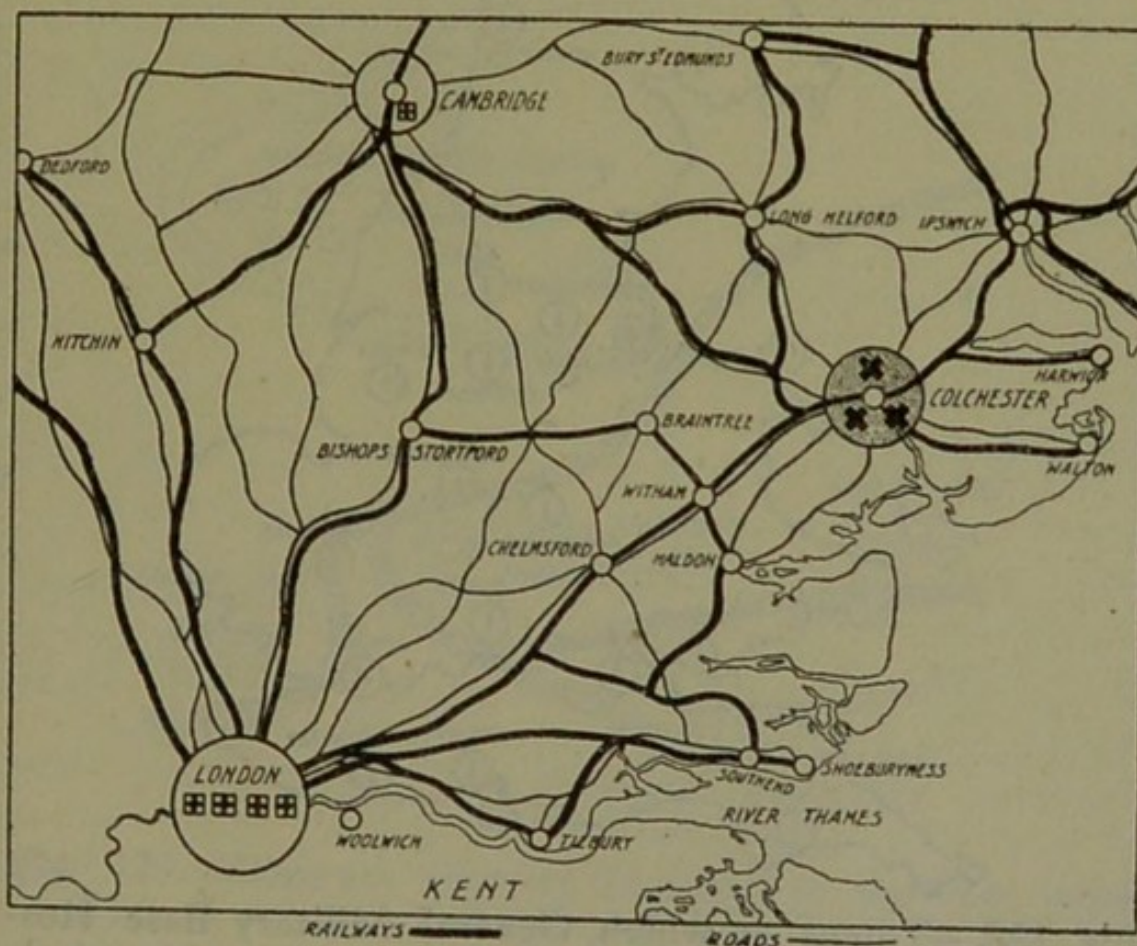 BURY ST EDMUNDS
CAMBRIDGE
BEDFORD
LONG MELFORD
IPSWICH
HITCHIN
HARWICH
COLCHESTER
BRAINTREE
BISHOPS STORTFORD
WALTON
WITHAM
CHELMSFORD
MALDON
LONDON
SHOEBURYNESS
SOUTHEND
RIVER THAMES
WOOLWICH
TILBURY
KENT
RAILWAYS
ROADS